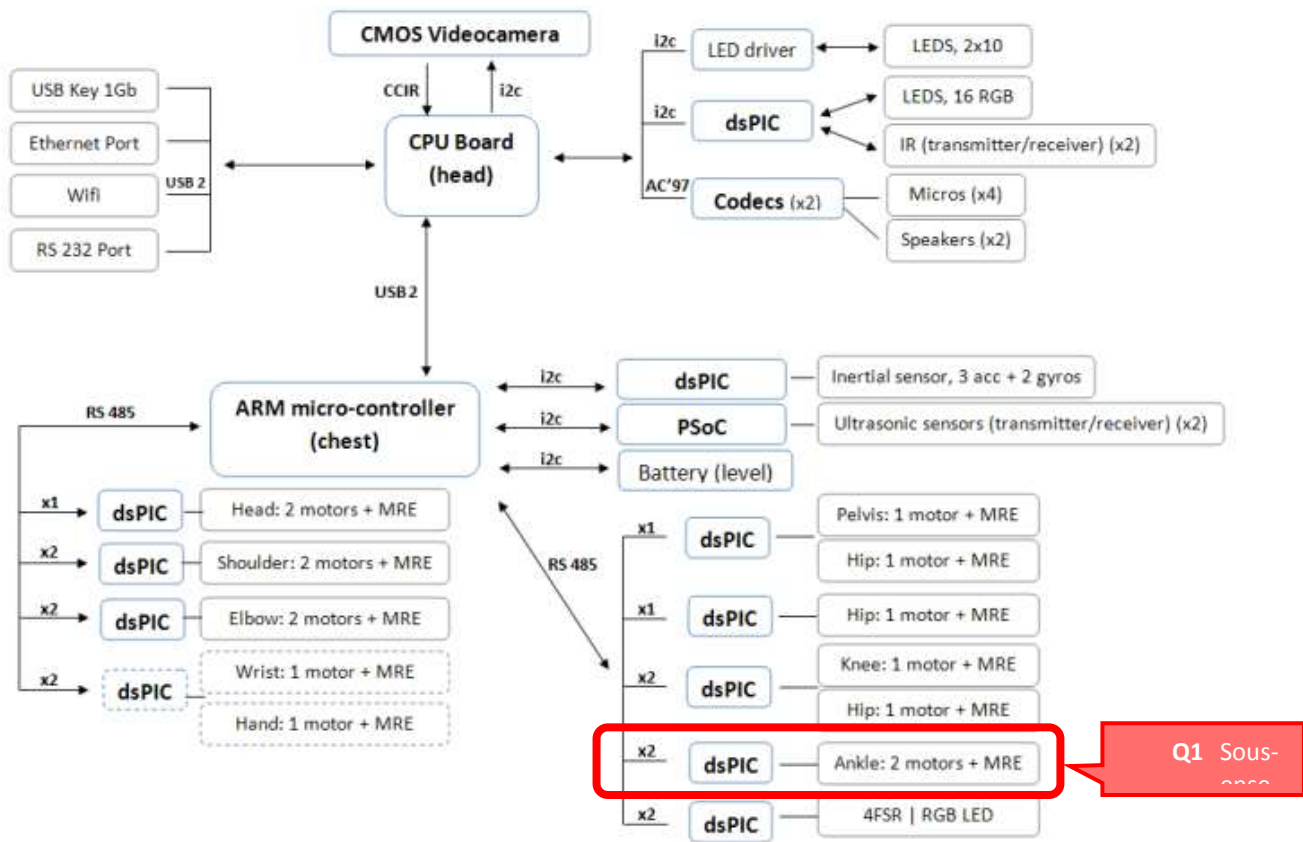 CMOS Videocamera
CCIR
i2c
CPU Board
(head)
USB Key 1Gb
Ethernet Port
Wifi
RS 232 Port
USB 2
i2c
LED driver
LEDS, 2x10
i2c
dsPIC
LEDS, 16 RGB
IR (transmitter/receiver) (x2)
AC'97
Codecs (x2)
Micros (x4)
Speakers (x2)
USB 2
ARM micro-controller
(chest)
i2c
dsPIC
Inertial sensor, 3 acc + 2 gyros
i2c
PSoC
Ultrasonic sensors (transmitter/receiver) (x2)
i2c
Battery (level)
RS 485
x1
dsPIC
Head: 2 motors + MRE
x2
dsPIC
Shoulder: 2 motors + MRE
x2
dsPIC
Elbow: 2 motors + MRE
x2
dsPIC
Wrist: 1 motor + MRE
Hand: 1 motor + MRE
RS 485
x1
dsPIC
Pelvis: 1 motor + MRE
Hip: 1 motor + MRE
x1
dsPIC
Hip: 1 motor + MRE
x2
dsPIC
Knee: 1 motor + MRE
Hip: 1 motor + MRE
x2
dsPIC
Ankle: 2 motors + MRE
Q1 Sous-
x2
dsPIC
4FSR | RGB LED